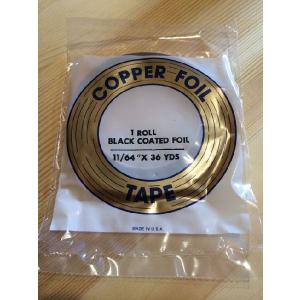 COPPER FOIL
1 ROLL
BLACK COATED FOIL
11/64" X 36 YDS
TAPE
MADE IN U.S.A.